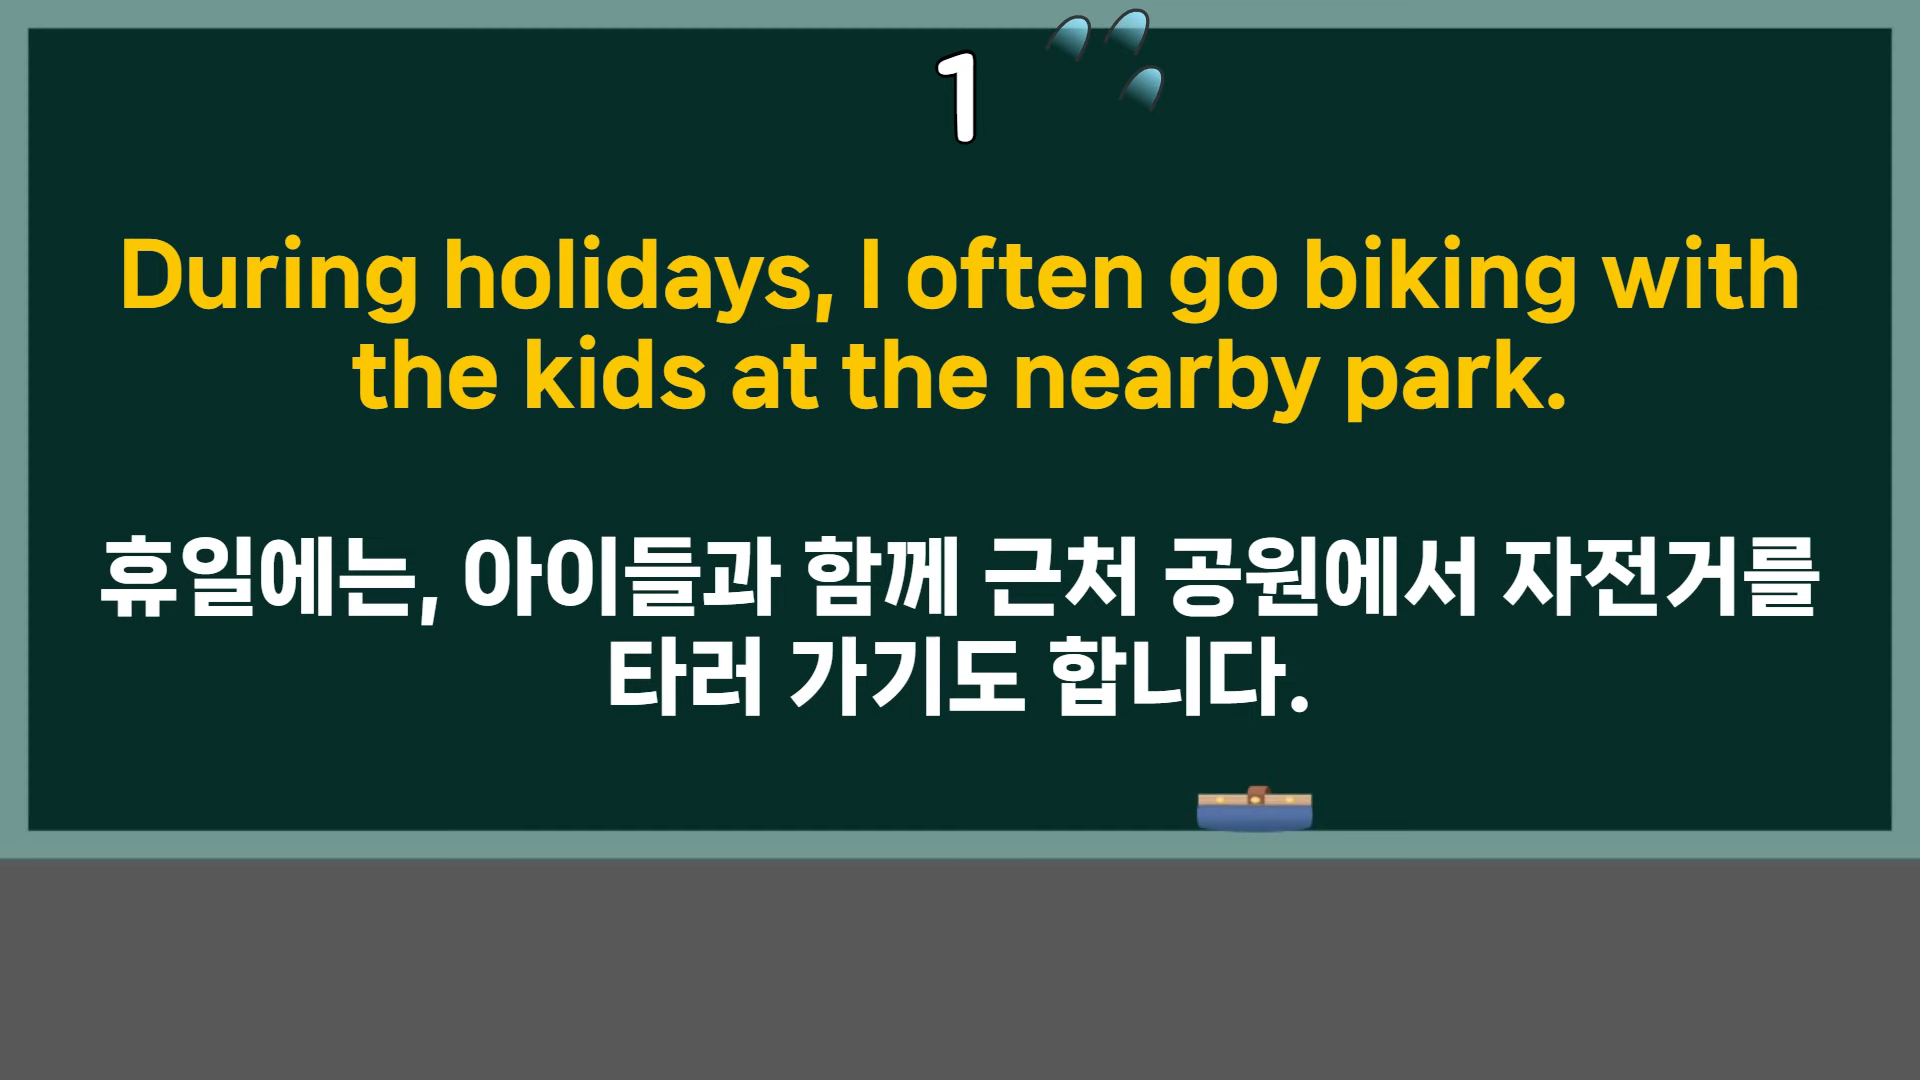 1
During holidays, I often go biking with
the kids at the nearby park.
휴일에는, 아이들과 함께 근처 공원에서 자전거를
타러 가기도 합니다.